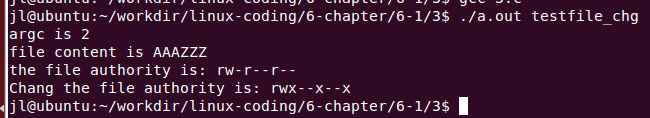 jl@ubuntu:~/workdir/linux-coding/6-chapter/6-1/3$ gcc 3.c
jl@ubuntu:~/workdir/linux-coding/6-chapter/6-1/3$ ./a.out testfile_chg
argc is 2
file content is AAAZZZ
the file authority is: rw-r--r--
Chang the file authority is: rwx--x--x
jl@ubuntu:~/workdir/linux-coding/6-chapter/6-1/3$